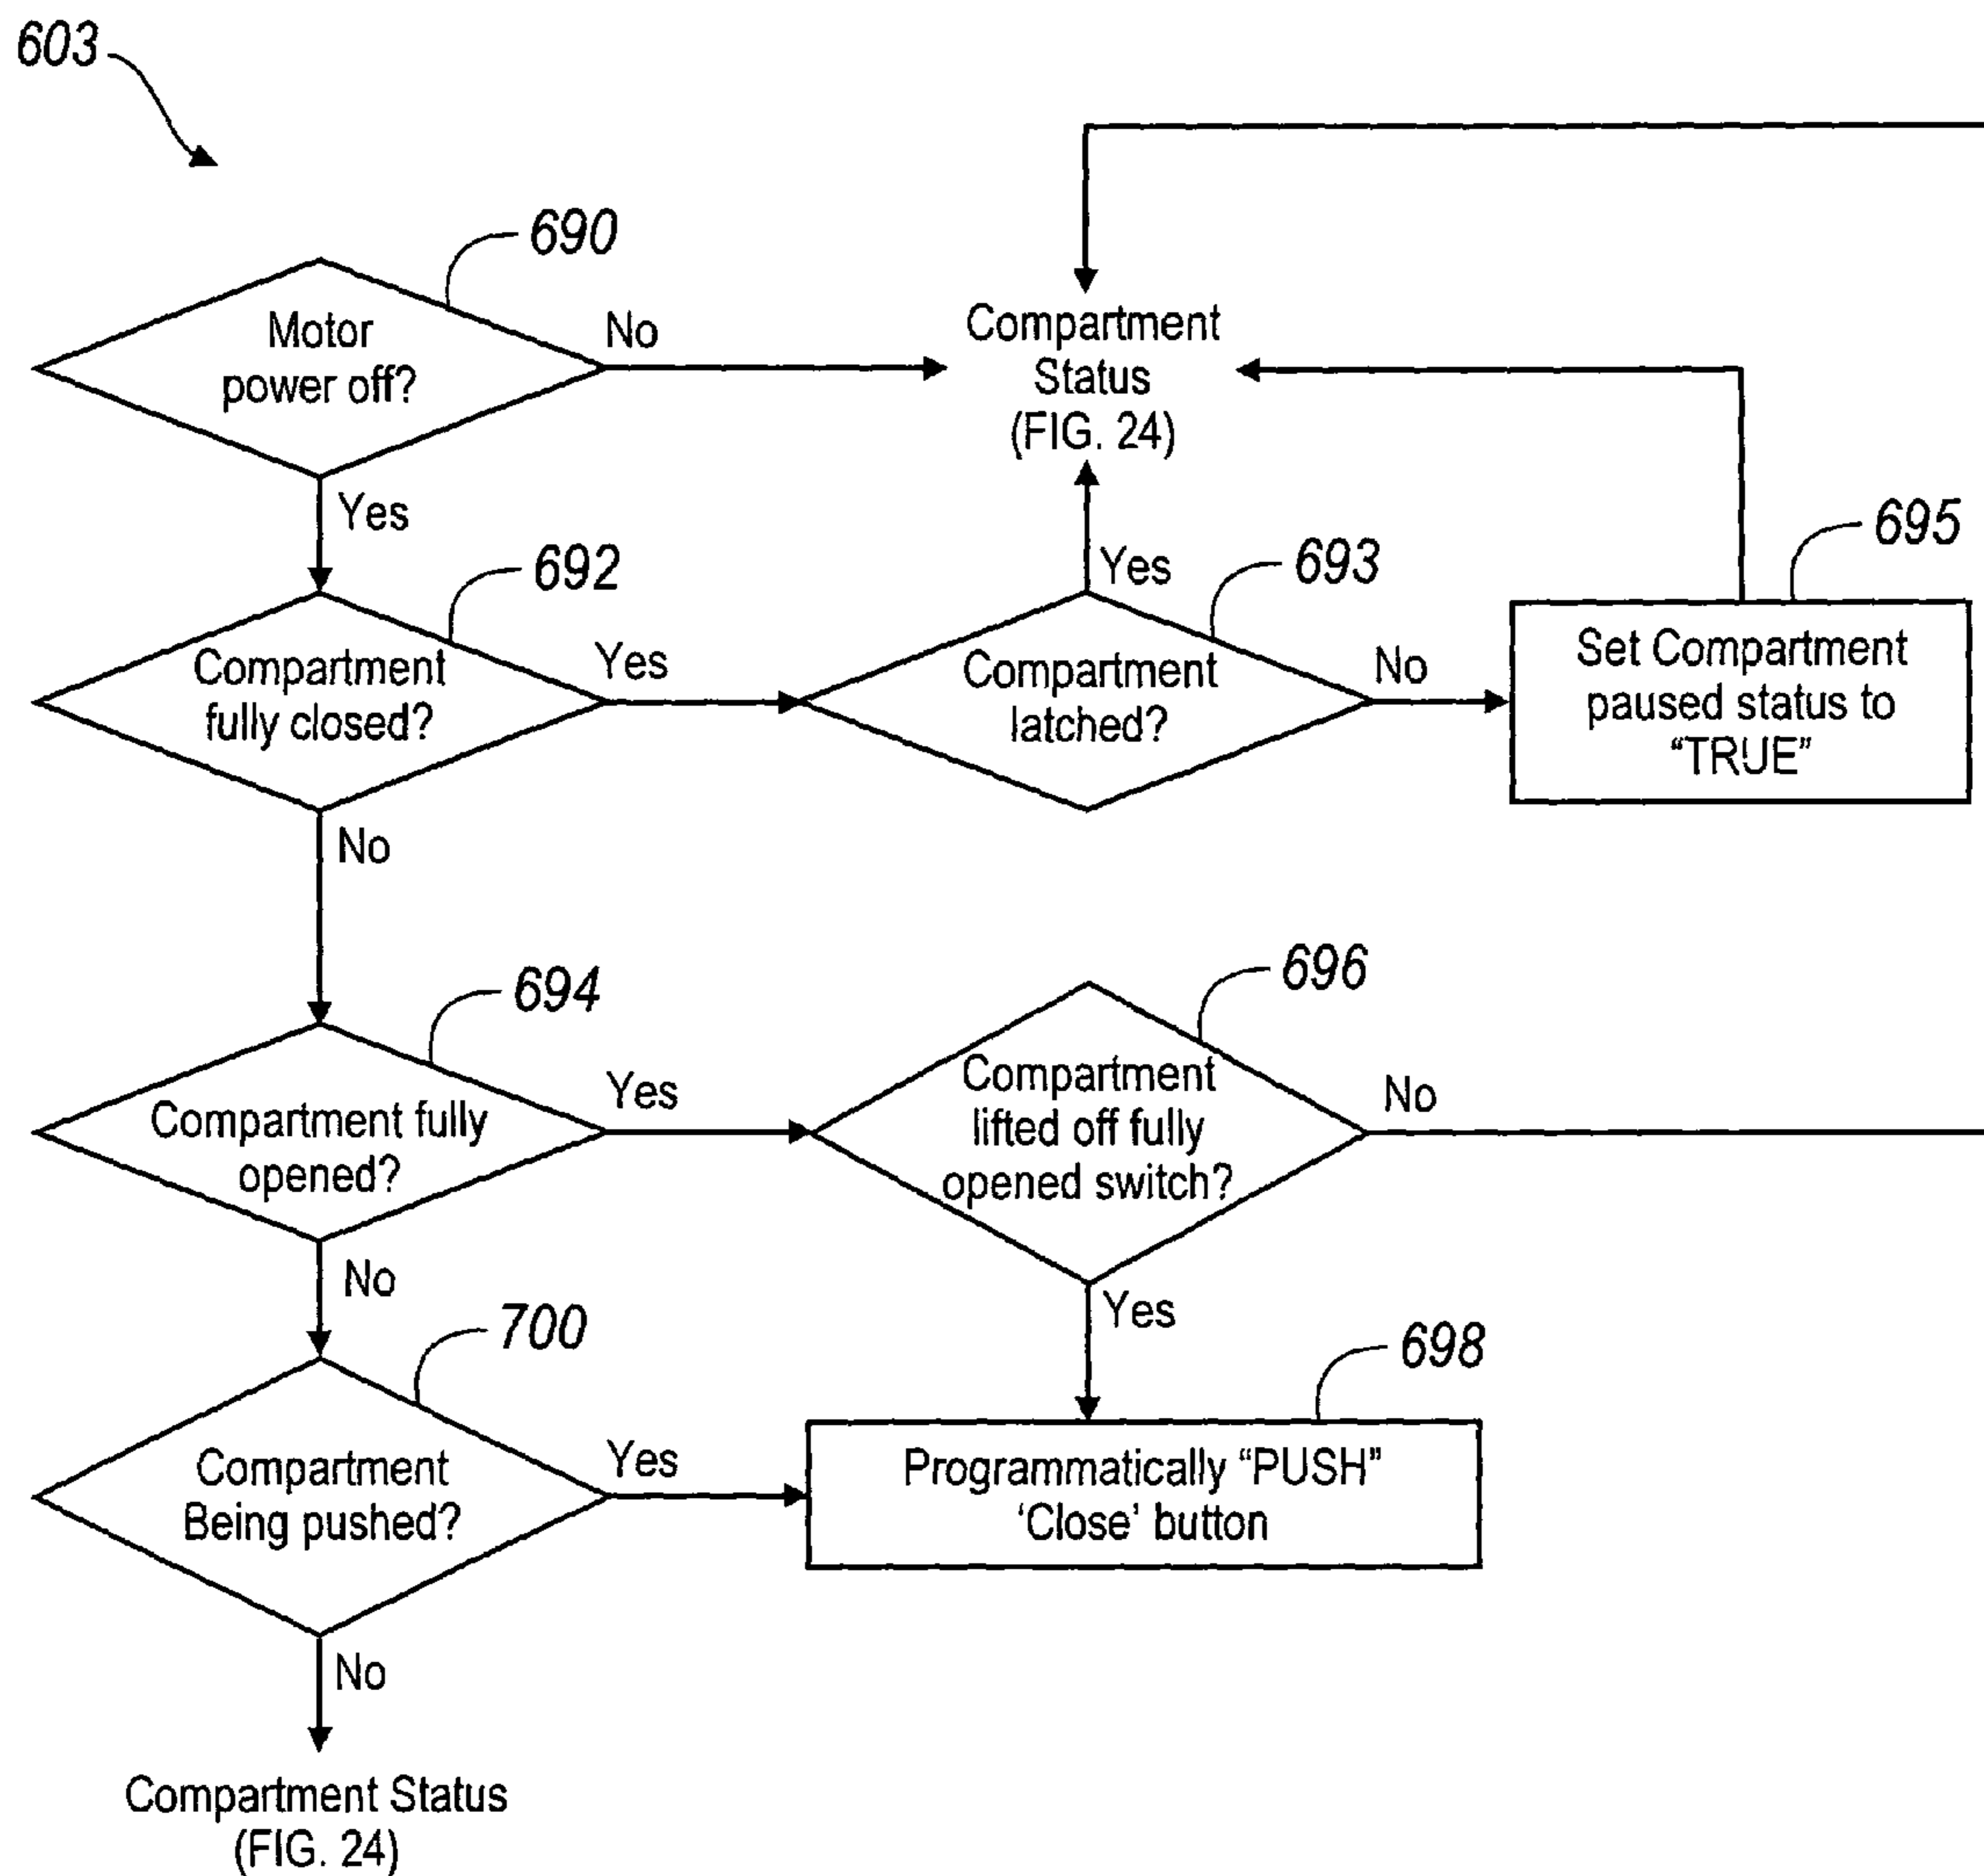 603
690
Motor
power off?
No
Yes
Compartment
Status
(FIG. 24)
692
Compartment
fully closed?
Yes
No
693
Yes
Compartment
latched?
No
695
Set Compartment
paused status to
“TRUE”
694
Compartment fully
opened?
Yes
No
696
Compartment
lifted off fully
opened switch?
No
Yes
700
Compartment
Being pushed?
Yes
No
698
Programmatically “PUSH”
‘Close’ button
Compartment Status
(FIG. 24)